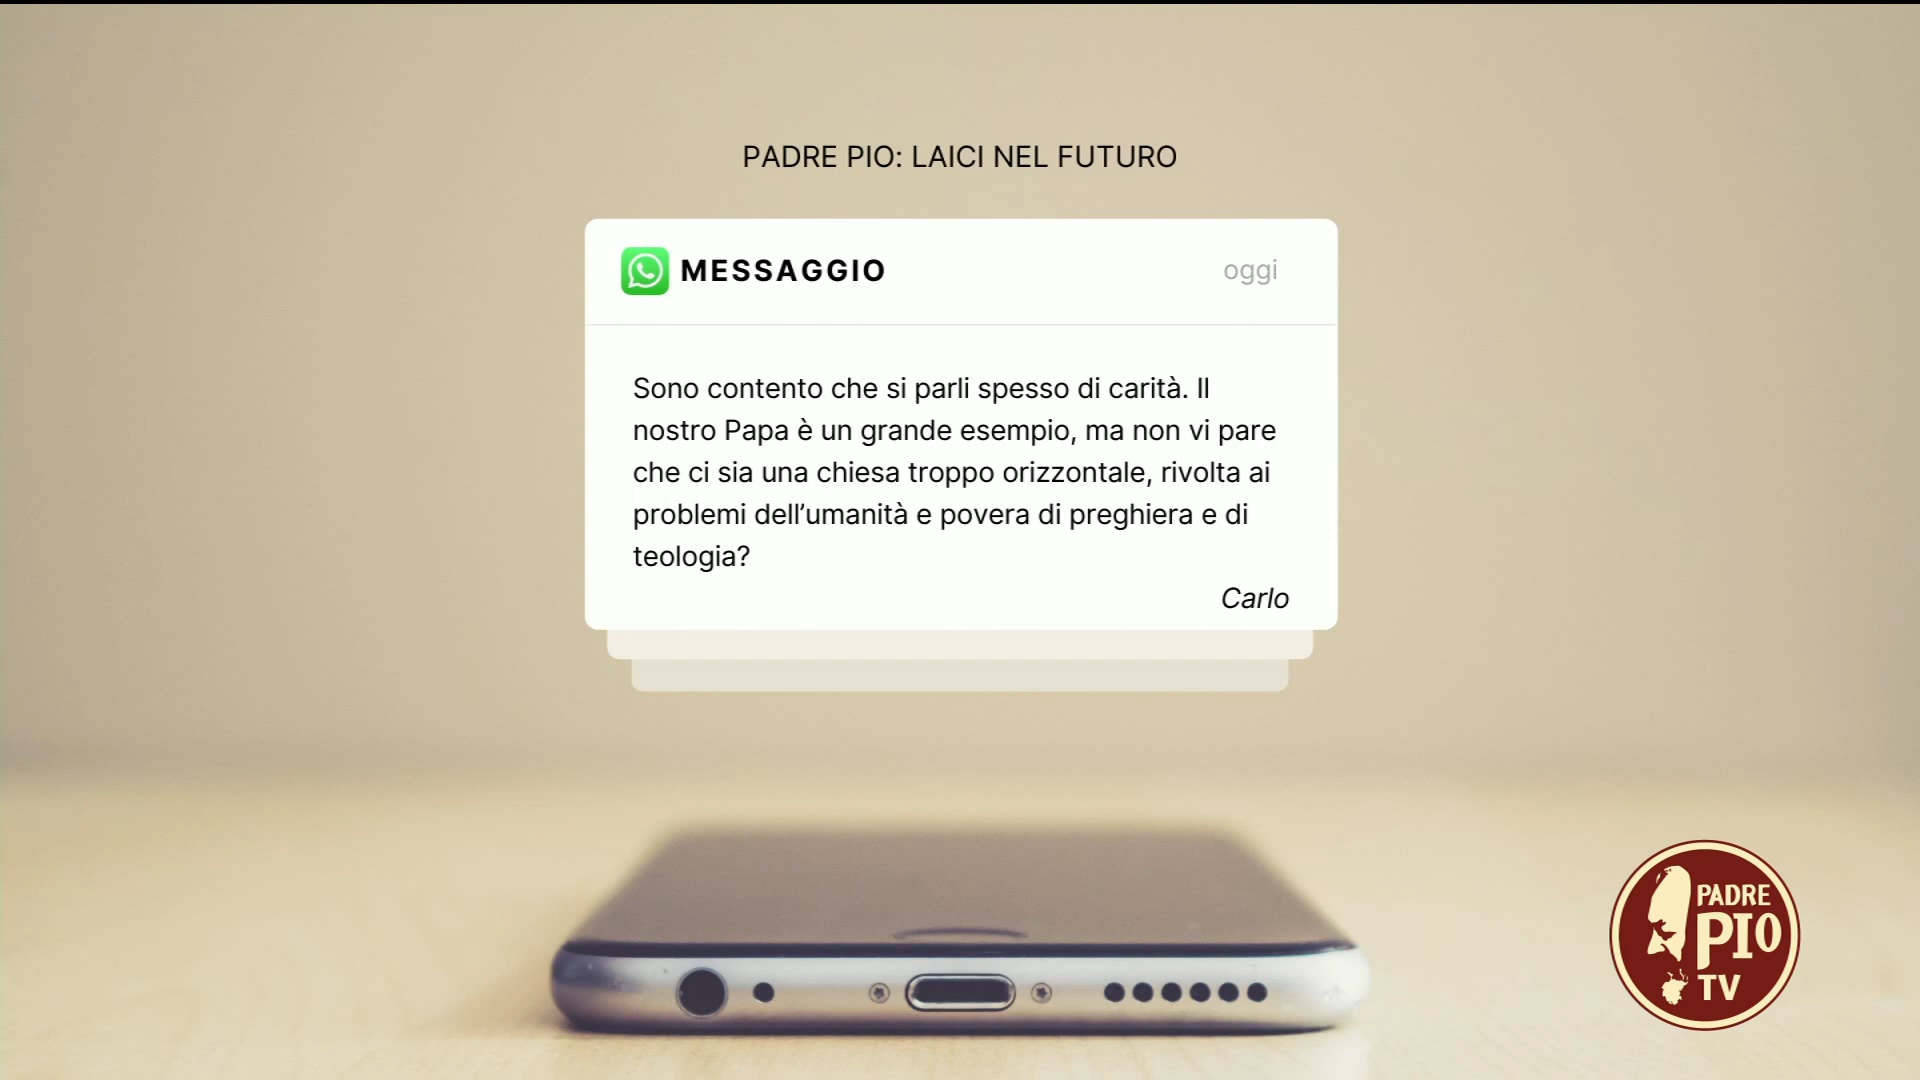 PADRE PIO: LAICI NEL FUTURO
MESSAGGIO
oggi
Sono contento che si parli spesso di carità. Il
nostro Papa è un grande esempio, ma non vi pare
che ci sia una chiesa troppo orizzontale, rivolta ai
problemi dell’umanità e povera di preghiera e di
teologia?
Carlo
PADRE
PIO
TV